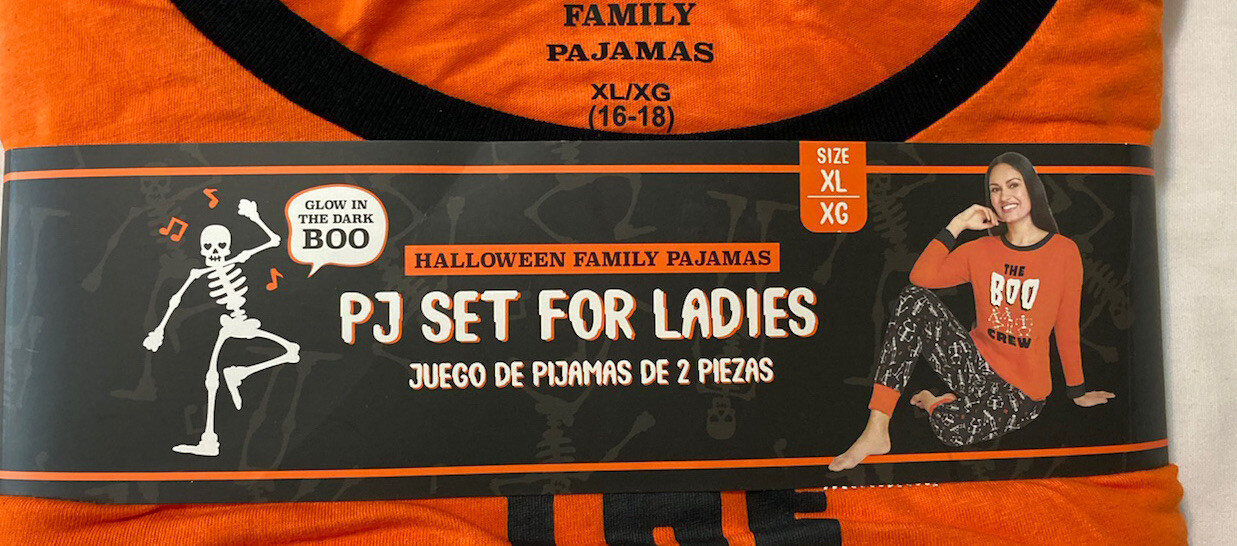 FAMILY
PAJAMAS
XL/XG
(16-18)
SIZE
XL
XG
GLOW IN
THE DARK
BOO
HALLOWEEN FAMILY PAJAMAS
PJ SET FOR LADIES
JUEGO DE PIJAMAS DE 2 PIEZAS
THE
BOO
CREW
THE